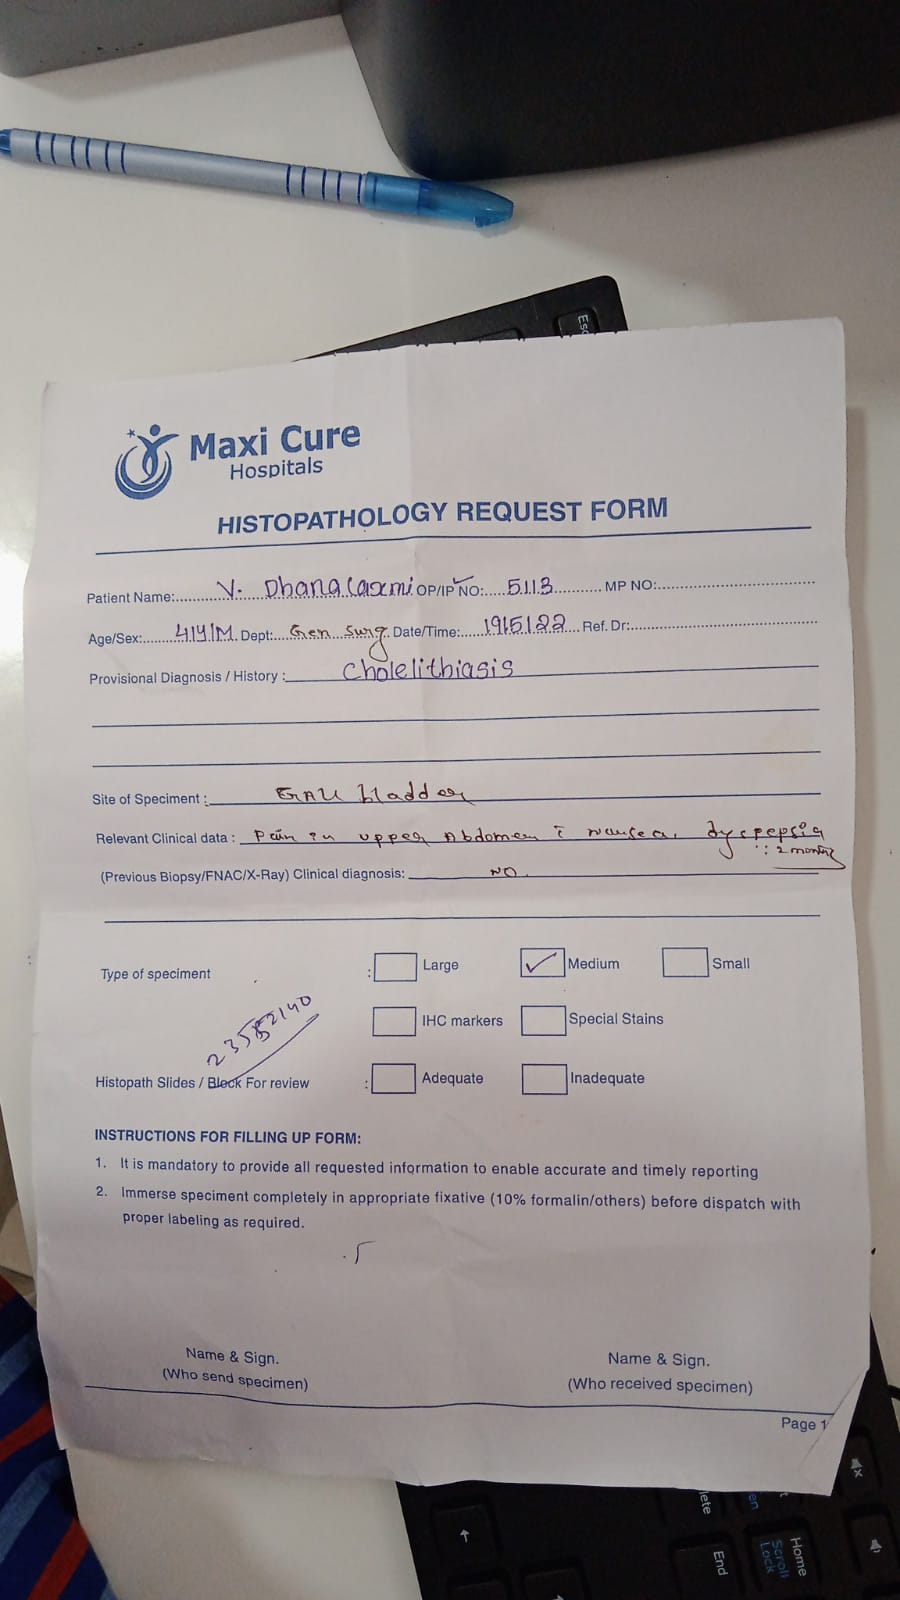 Esc
Maxi Cure
Hospitals
HISTOPATHOLOGY REQUEST FORM
Patient Name:......V. Dhanalaxmi OP/IP NO:....5113......... MP NO:..............................
Age/Sex:......41Y/M Dept: Gen surg. Date/Time:....19/5/22... Ref. Dr:..............................
Provisional Diagnosis / History : Cholelithiasis
Site of Speciment : GAll bladder
Relevant Clinical data : Pain in upper Abdomen c̄ nausea, dyspepsia
:: 2 months
(Previous Biopsy/FNAC/X-Ray) Clinical diagnosis: NO.
Type of speciment : Large ✓ Medium Small
IHC markers Special Stains
Histopath Slides / Block For review : Adequate Inadequate
INSTRUCTIONS FOR FILLING UP FORM:
1. It is mandatory to provide all requested information to enable accurate and timely reporting
2. Immerse speciment completely in appropriate fixative (10% formalin/others) before dispatch with
proper labeling as required.
Name & Sign. Name & Sign.
(Who send specimen) (Who received specimen)
Page 1
Home
Scroll
Lock
End